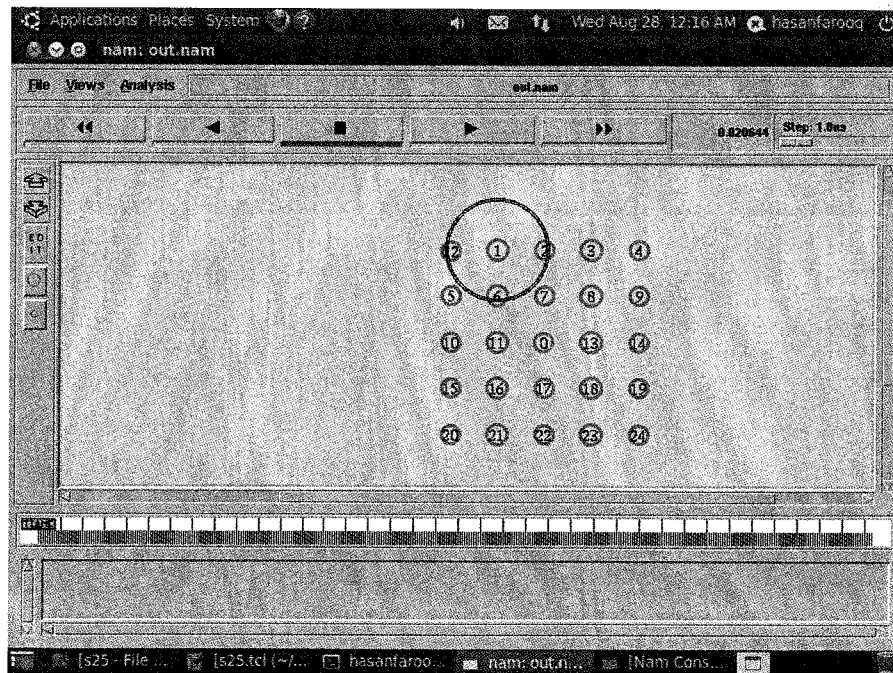 Applications Places System ? Wed Aug 28, 12:16 AM hasanfarooq
nam: out.nam
File Views Analysis out.nam
0.020644 Step: 1.0us
E D
I T
12 1 2 3 4
5 6 7 8 9
10 11 0 13 14
15 16 17 18 19
20 21 22 23 24
[s25 - File ... [s25.tcl (~/... hasanfaroo... nam: out.n... [Nam Cons...